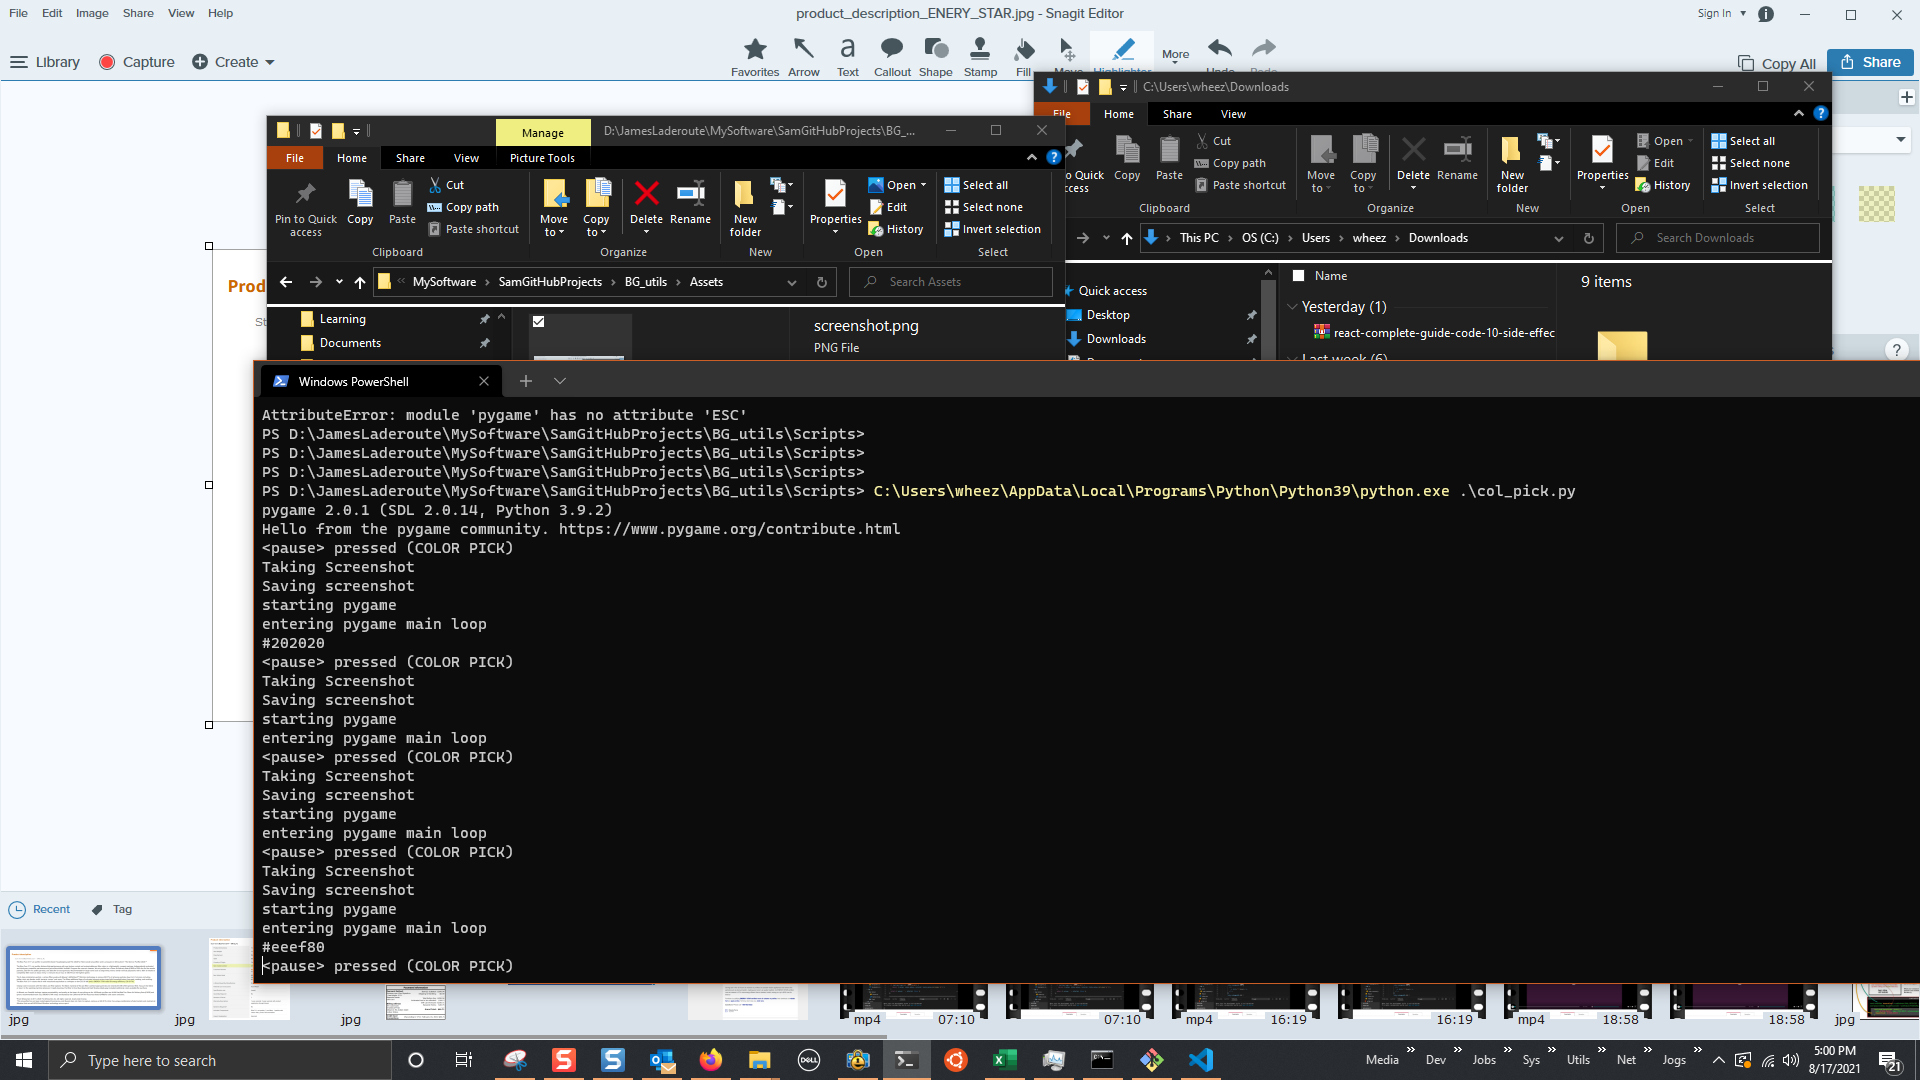 File Edit Image Share View Help
product_description_ENERY_STAR.jpg - Snagit Editor
Sign In
Library Capture Create
Favorites Arrow Text Callout Shape Stamp Fill More
Copy All Share
C:\Users\wheez\Downloads
File Home Share View
Cut
Copy path
Paste shortcut
Copy Paste
Clipboard
Move to Copy to Delete Rename
Organize
New folder
New
Properties
Open
Edit
History
Open
Select all
Select none
Invert selection
Select
This PC OS (C:) Users wheez Downloads
Search Downloads
Quick access
Desktop
Downloads
Name
Yesterday (1)
react-complete-guide-code-10-side-effec
Last week (6)
9 items
Manage
D:\JamesLaderoute\MySoftware\SamGitHubProjects\BG_...
File Home Share View Picture Tools
Pin to Quick access
Copy Paste
Cut
Copy path
Paste shortcut
Clipboard
Move to Copy to Delete Rename
Organize
New folder
New
Properties
Open
Edit
History
Open
Select all
Select none
Invert selection
Select
MySoftware SamGitHubProjects BG_utils Assets
Search Assets
Learning
Documents
screenshot.png
PNG File
Prod
St
Windows PowerShell
AttributeError: module 'pygame' has no attribute 'ESC'
PS D:\JamesLaderoute\MySoftware\SamGitHubProjects\BG_utils\Scripts>
PS D:\JamesLaderoute\MySoftware\SamGitHubProjects\BG_utils\Scripts>
PS D:\JamesLaderoute\MySoftware\SamGitHubProjects\BG_utils\Scripts>
PS D:\JamesLaderoute\MySoftware\SamGitHubProjects\BG_utils\Scripts> C:\Users\wheez\AppData\Local\Programs\Python\Python39\python.exe .\col_pick.py
pygame 2.0.1 (SDL 2.0.14, Python 3.9.2)
Hello from the pygame community. https://www.pygame.org/contribute.html
<pause> pressed (COLOR PICK)
Taking Screenshot
Saving screenshot
starting pygame
entering pygame main loop
#202020
<pause> pressed (COLOR PICK)
Taking Screenshot
Saving screenshot
starting pygame
entering pygame main loop
<pause> pressed (COLOR PICK)
Taking Screenshot
Saving screenshot
starting pygame
entering pygame main loop
<pause> pressed (COLOR PICK)
Taking Screenshot
Saving screenshot
starting pygame
entering pygame main loop
#eeef80
<pause> pressed (COLOR PICK)
Recent Tag
jpg jpg jpg mp4 07:10 07:10 mp4 16:19 16:19 mp4 18:58 18:58 jpg
Type here to search
DELL
Media Dev Jobs Sys Utils Net Jogs
5:00 PM
8/17/2021
21